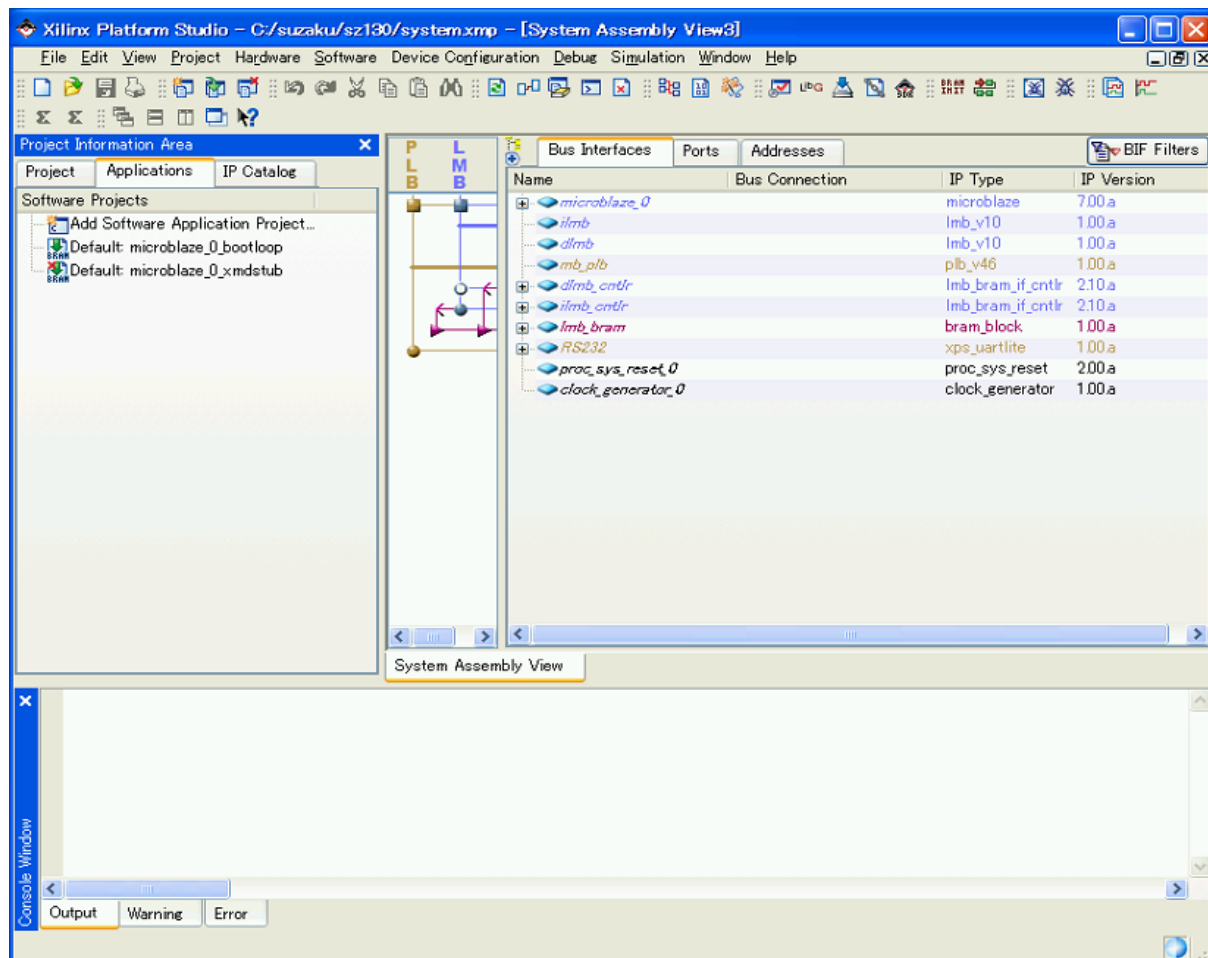 Xilinx Platform Studio - C:/suzaku/sz130/system.xmp - [System Assembly View3]
File Edit View Project Hardware Software Device Configuration Debug Simulation Window Help
Project Information Area
Project Applications IP Catalog
Software Projects
Add Software Application Project...
Default: microblaze_0_bootloop
Default: microblaze_0_xmdstub
P L B
L M B
Bus Interfaces Ports Addresses BIF Filters
Name Bus Connection IP Type IP Version
microblaze_0 microblaze 7.00.a
ilmb lmb_v10 1.00.a
dlmb lmb_v10 1.00.a
mb_plb plb_v46 1.00.a
dlmb_cntlr lmb_bram_if_cntlr 2.10.a
ilmb_cntlr lmb_bram_if_cntlr 2.10.a
lmb_bram bram_block 1.00.a
RS232 xps_uartlite 1.00.a
proc_sys_reset_0 proc_sys_reset 2.00.a
clock_generator_0 clock_generator 1.00.a
System Assembly View
Console Window
Output Warning Error